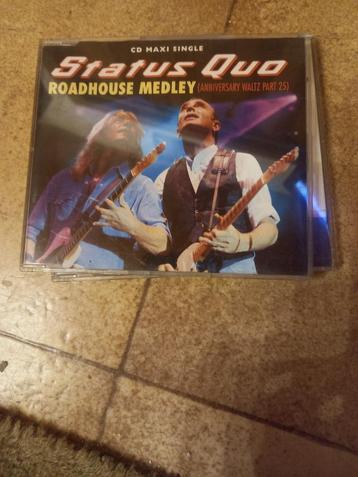 CD MAXI SINGLE
Status Quo
ROADHOUSE MEDLEY (ANNIVERSARY WALTZ PART 25)